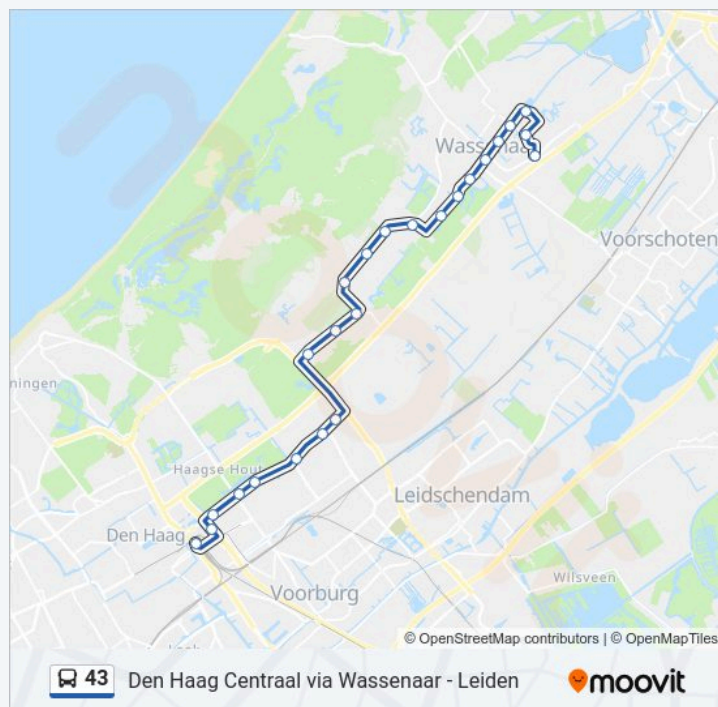 Wassenaar
Voorschoten
ningen
Haagse Hout
Leidschendam
Den Haag
Wilsveen
Voorburg
© OpenStreetMap contributors | © OpenMapTiles
43 Den Haag Centraal via Wassenaar - Leiden
moovit